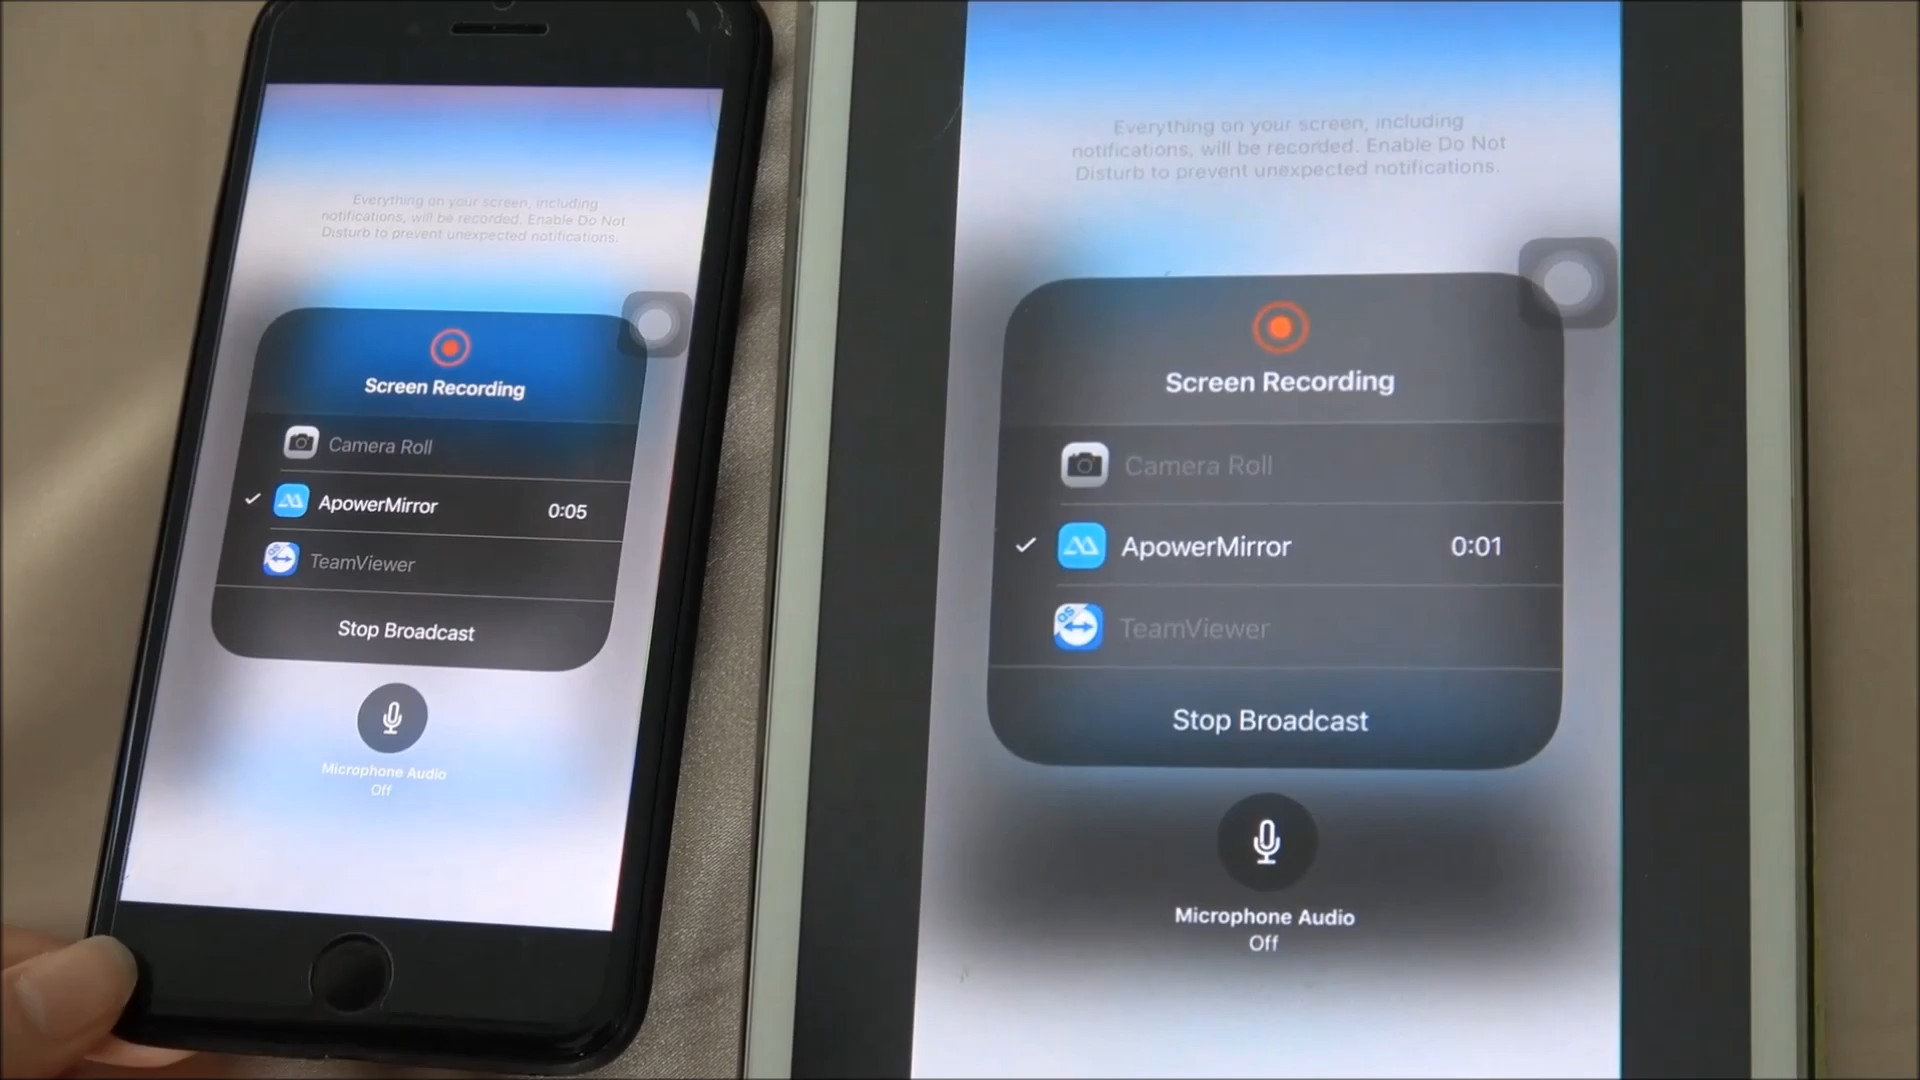 Everything on your screen, including
notifications, will be recorded. Enable Do Not
Disturb to prevent unexpected notifications.
Screen Recording
Camera Roll
ApowerMirror 0:05
TeamViewer
Stop Broadcast
Microphone Audio
Off
Everything on your screen, including
notifications, will be recorded. Enable Do Not
Disturb to prevent unexpected notifications.
Screen Recording
Camera Roll
ApowerMirror 0:01
QS
TeamViewer
Stop Broadcast
Microphone Audio
Off